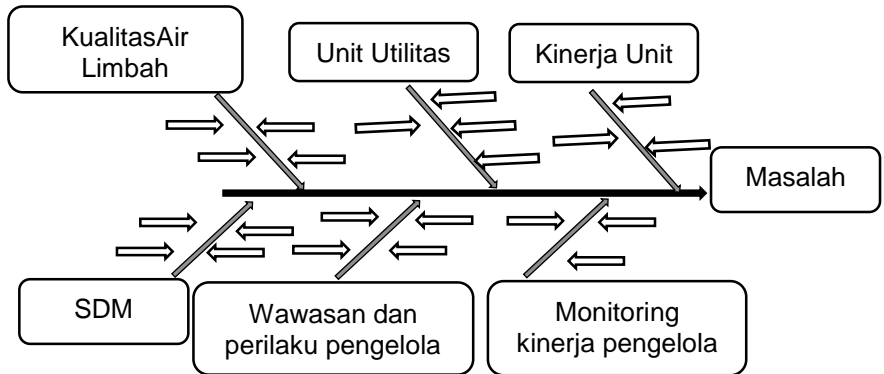 KualitasAir
Limbah
Unit Utilitas
Kinerja Unit
Masalah
SDM
Wawasan dan
perilaku pengelola
Monitoring
kinerja pengelola